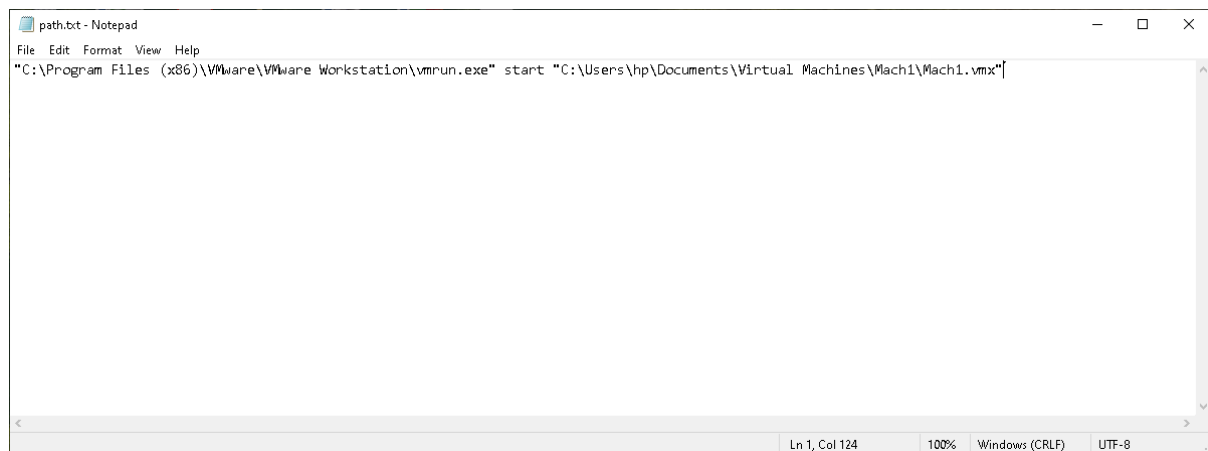 path.txt - Notepad
File Edit Format View Help
"C:\Program Files (x86)\VMware\VMware Workstation\vmrun.exe" start "C:\Users\hp\Documents\Virtual Machines\Mach1\Mach1.vmx"
Ln 1, Col 124 100% Windows (CRLF) UTF-8